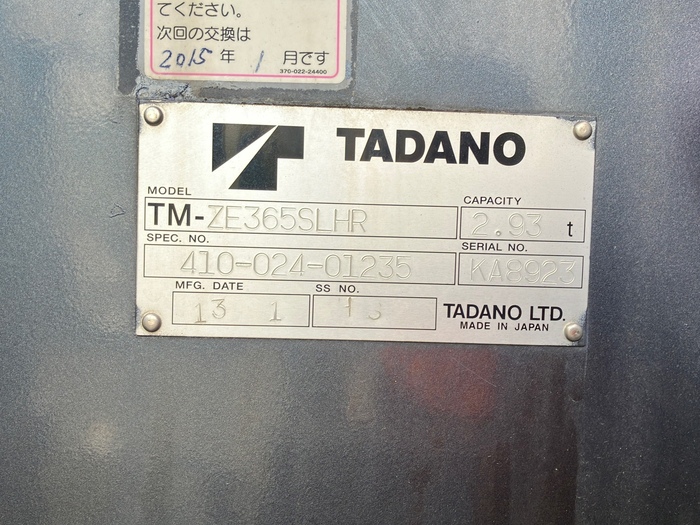 てください。
次回の交換は
2015 年 1 月です
370-022-24400
TADANO
MODEL
TM-ZE365SLHR
CAPACITY
2.93 t
SPEC. NO.
410-024-01235
SERIAL NO.
KA8923
MFG. DATE
13 1
SS NO.
TADANO LTD.
MADE IN JAPAN